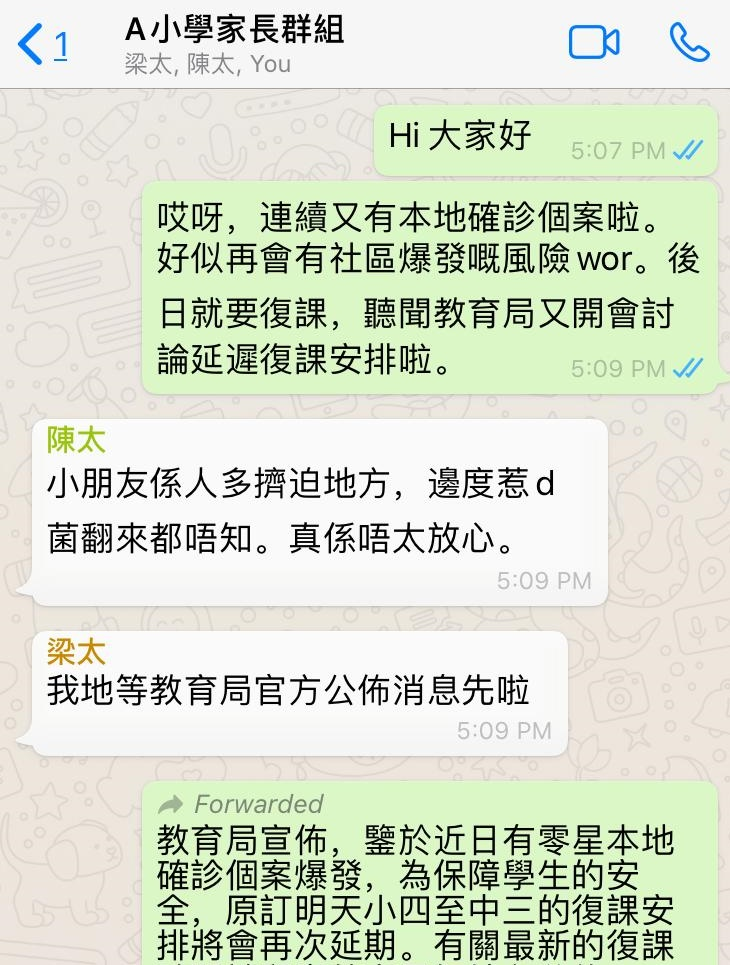 1
A小學家長群組
梁太, 陳太, You
Hi 大家好
5:07 PM
哎呀，連續又有本地確診個案啦。
好似再會有社區爆發嘅風險 wor。後
日就要復課，聽聞教育局又開會討
論延遲復課安排啦。
5:09 PM
陳太
小朋友係人多擠迫地方，邊度惹 d
菌翻來都唔知。真係唔太放心。
5:09 PM
梁太
我地等教育局官方公佈消息先啦
5:09 PM
Forwarded
教育局宣佈，鑒於近日有零星本地
確診個案爆發，為保障學生的安
全，原訂明天小四至中三的復課安
排將會再次延期。有關最新的復課